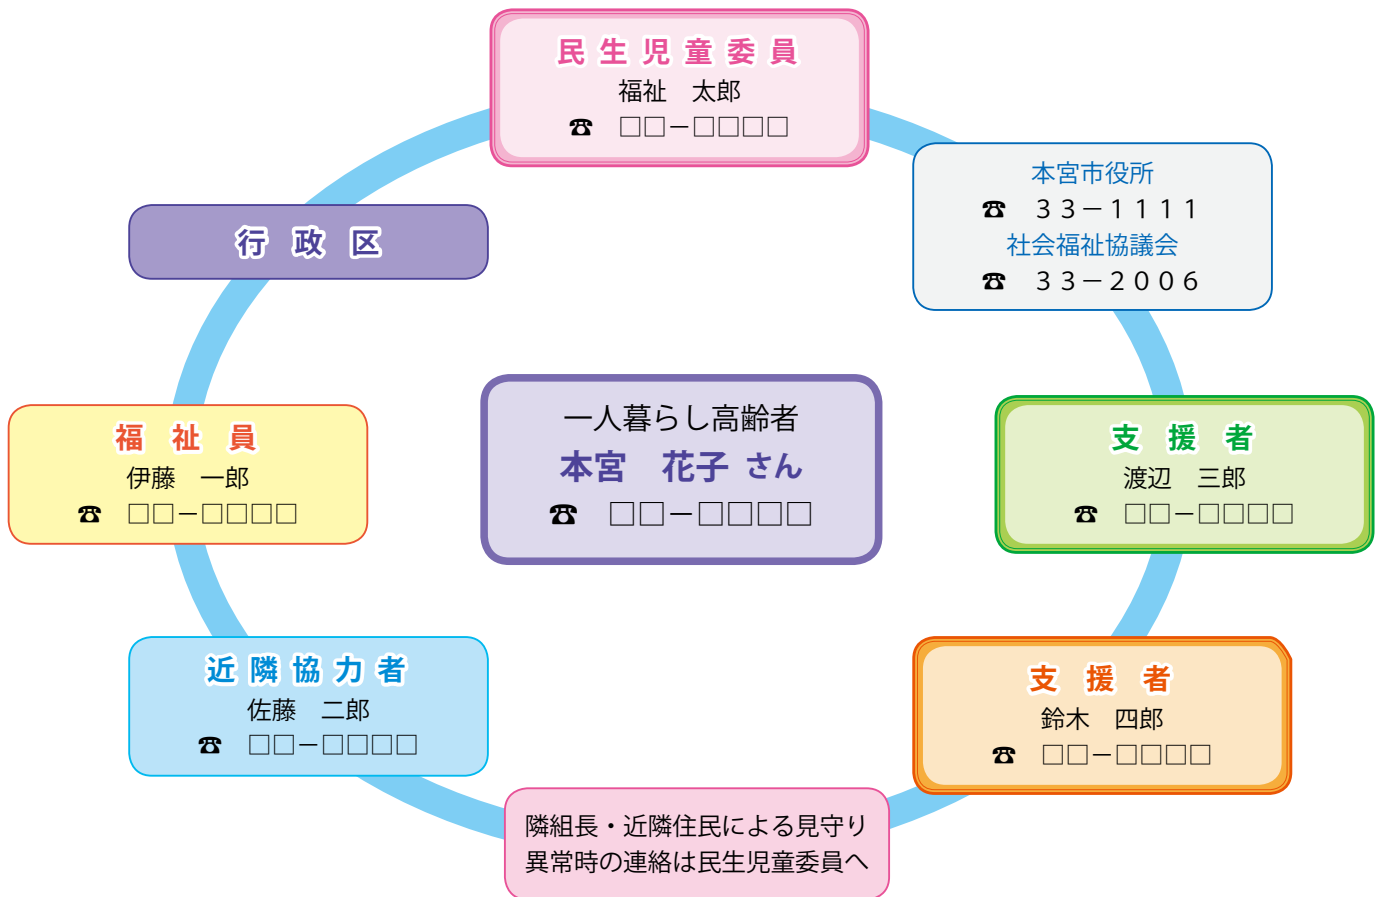 民生児童委員
福祉　太郎
☎　□□－□□□□
本宮市役所
☎　３３－１１１１
社会福祉協議会
☎　３３－２００６
行政区
一人暮らし高齢者
本宮　花子 さん
☎　□□－□□□□
福祉員
伊藤　一郎
☎　□□－□□□□
支援者
渡辺　三郎
☎　□□－□□□□
近隣協力者
佐藤　二郎
☎　□□－□□□□
支援者
鈴木　四郎
☎　□□－□□□□
隣組長・近隣住民による見守り
異常時の連絡は民生児童委員へ